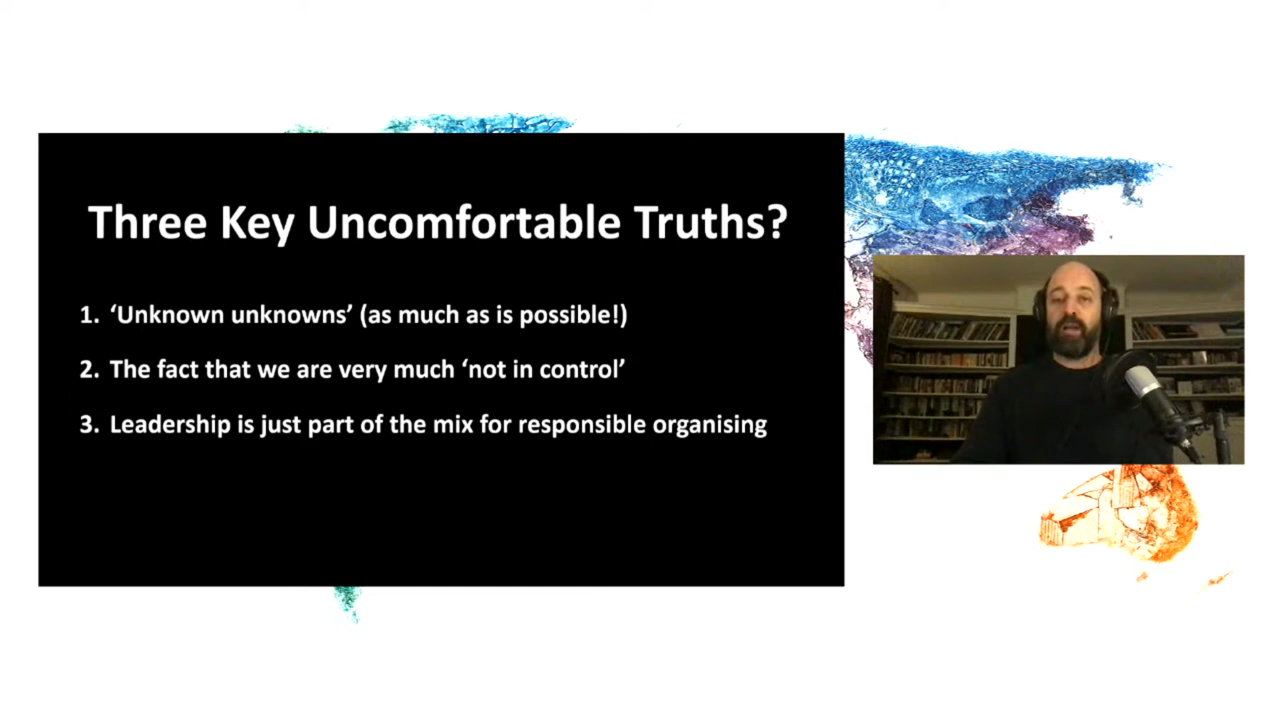 Three Key Uncomfortable Truths?
1. ‘Unknown unknowns’ (as much as is possible!)
2. The fact that we are very much ‘not in control’
3. Leadership is just part of the mix for responsible organising